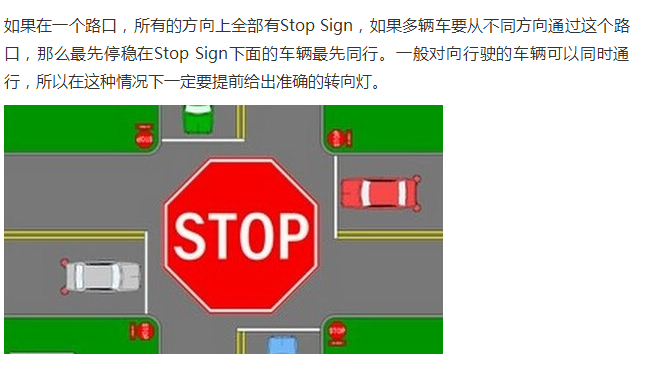 如果在一个路口，所有的方向上全部有Stop Sign，如果多辆车要从不同方向通过这个路
口，那么最先停稳在Stop Sign下面的车辆最先同行。一般对向行驶的车辆可以同时通
行，所以在这种情况下一定要提前给出准确的转向灯。
STOP
STOP
STOP
STOP
STOP